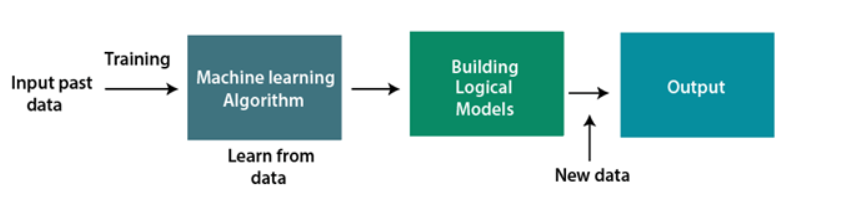 Training
Input past
data
Machine learning
Algorithm
Learn from
data
Building
Logical
Models
New data
Output